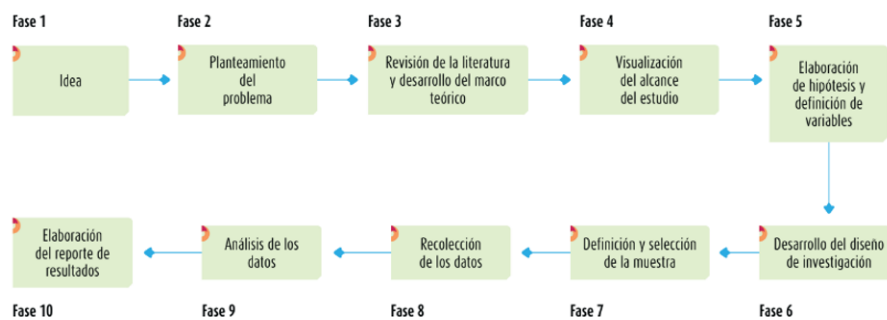 Fase 1
Idea
Fase 2
Planteamiento
del
problema
Fase 3
Revisión de la literatura
y desarrollo del marco
teórico
Fase 4
Visualización
del alcance
del estudio
Fase 5
Elaboración
de hipótesis y
definición de
variables
Desarrollo del diseño
de investigación
Fase 6
Definición y selección
de la muestra
Fase 7
Recolección
de los datos
Fase 8
Análisis de los
datos
Fase 9
Elaboración
del reporte de
resultados
Fase 10